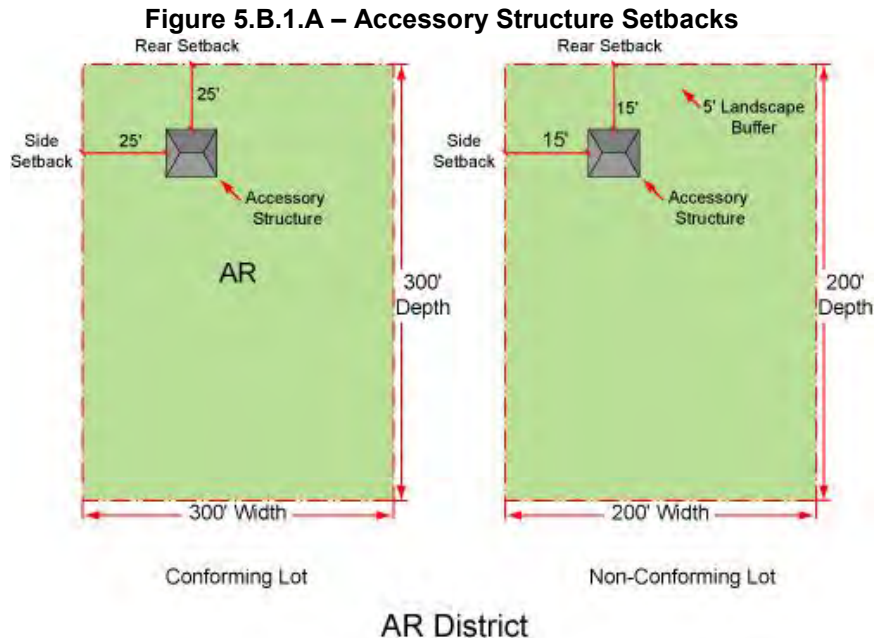 Figure 5.B.1.A – Accessory Structure Setbacks
Rear Setback
25'
Side
Setback
25'
Accessory
Structure
AR
300'
Depth
300' Width
Conforming Lot
Rear Setback
15'
5' Landscape
Buffer
Side
Setback
15'
Accessory
Structure
200'
Depth
200' Width
Non-Conforming Lot
AR District